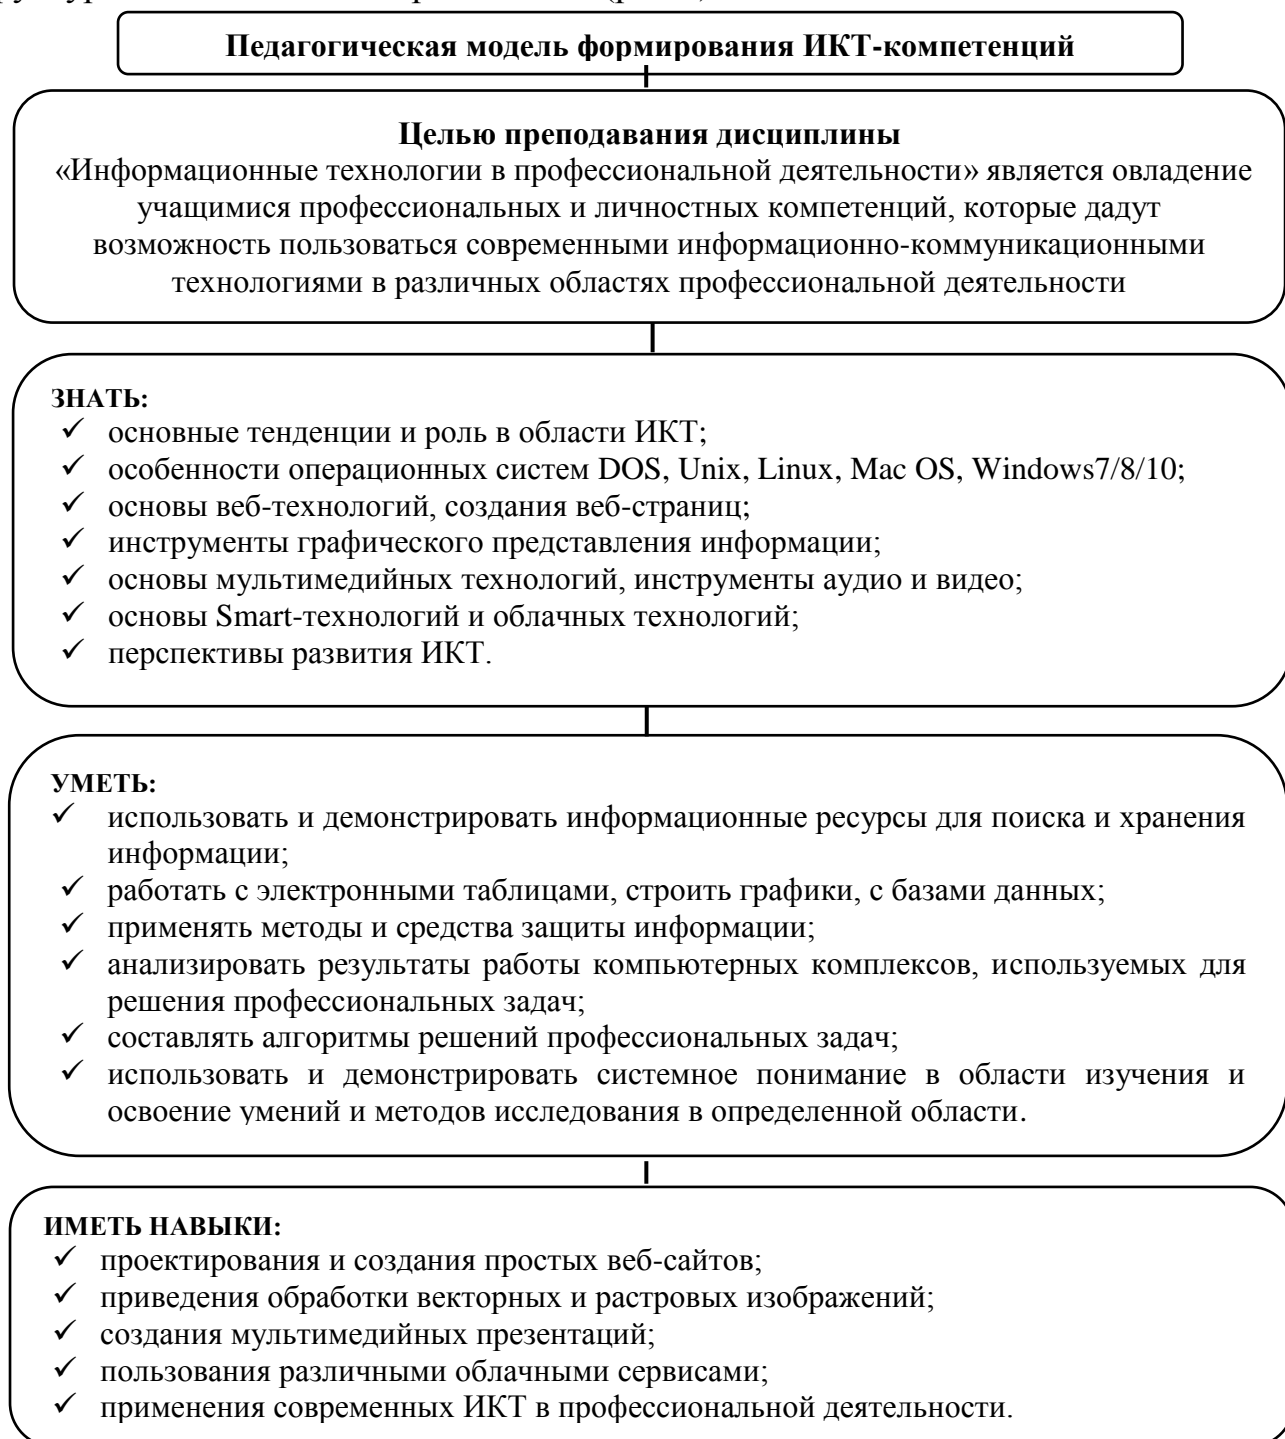 Педагогическая модель формирования ИКТ-компетенций
Целью преподавания дисциплины
«Информационные технологии в профессиональной деятельности» является овладение
учащимися профессиональных и личностных компетенций, которые дадут
возможность пользоваться современными информационно-коммуникационными
технологиями в различных областях профессиональной деятельности
ЗНАТЬ:
✓ основные тенденции и роль в области ИКТ;
✓ особенности операционных систем DOS, Unix, Linux, Mac OS, Windows7/8/10;
✓ основы веб-технологий, создания веб-страниц;
✓ инструменты графического представления информации;
✓ основы мультимедийных технологий, инструменты аудио и видео;
✓ основы Smart-технологий и облачных технологий;
✓ перспективы развития ИКТ.
УМЕТЬ:
✓ использовать и демонстрировать информационные ресурсы для поиска и хранения
информации;
✓ работать с электронными таблицами, строить графики, с базами данных;
✓ применять методы и средства защиты информации;
✓ анализировать результаты работы компьютерных комплексов, используемых для
решения профессиональных задач;
✓ составлять алгоритмы решений профессиональных задач;
✓ использовать и демонстрировать системное понимание в области изучения и
освоение умений и методов исследования в определенной области.
ИМЕТЬ НАВЫКИ:
✓ проектирования и создания простых веб-сайтов;
✓ приведения обработки векторных и растровых изображений;
✓ создания мультимедийных презентаций;
✓ пользования различными облачными сервисами;
✓ применения современных ИКТ в профессиональной деятельности.